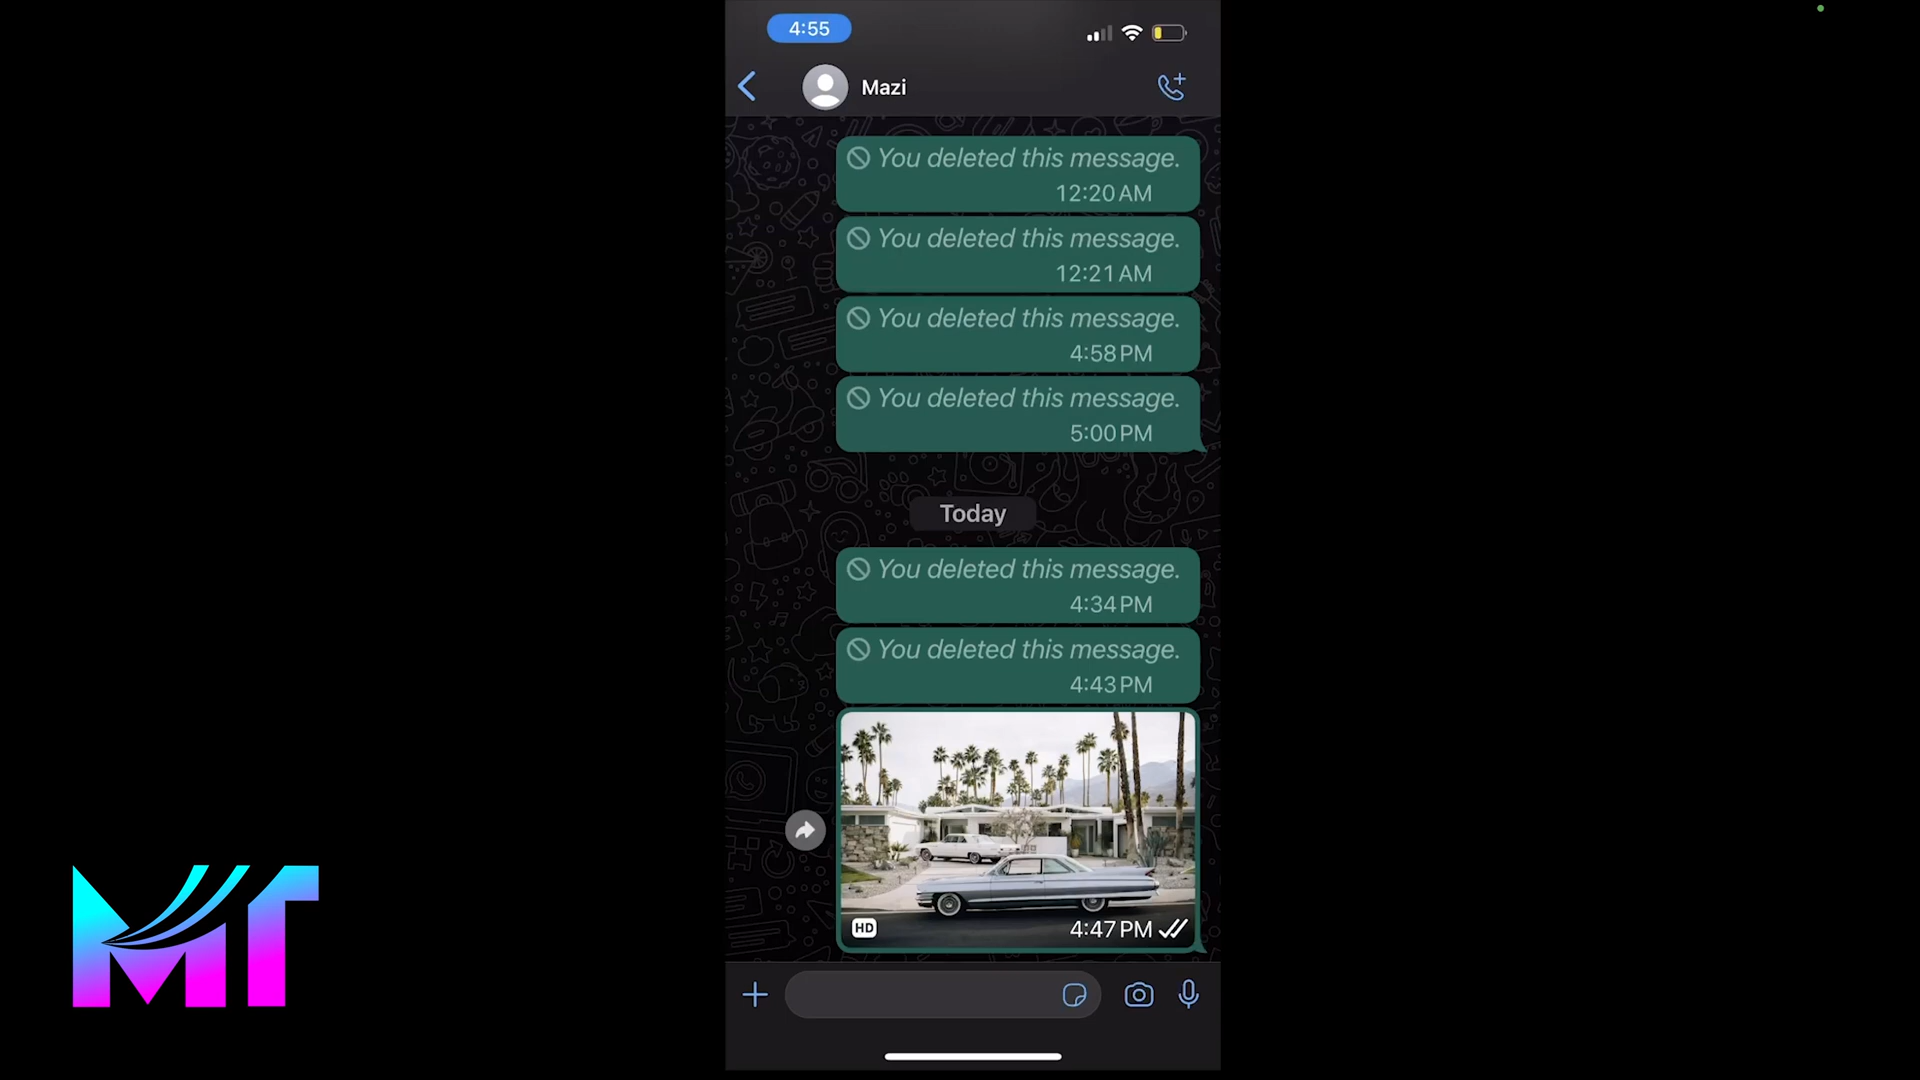 4:55
Mazi
You deleted this message.
12:20 AM
You deleted this message.
12:21 AM
You deleted this message.
4:58 PM
You deleted this message.
5:00 PM
Today
You deleted this message.
4:34 PM
You deleted this message.
4:43 PM
HD
4:47 PM
MT